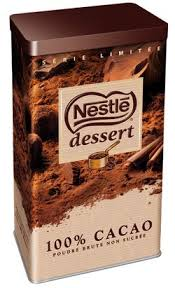 SÉRIE LIMITÉE
Nestlé
dessert
100% CACAO
POUDRE BRUTE NON SUCRÉE